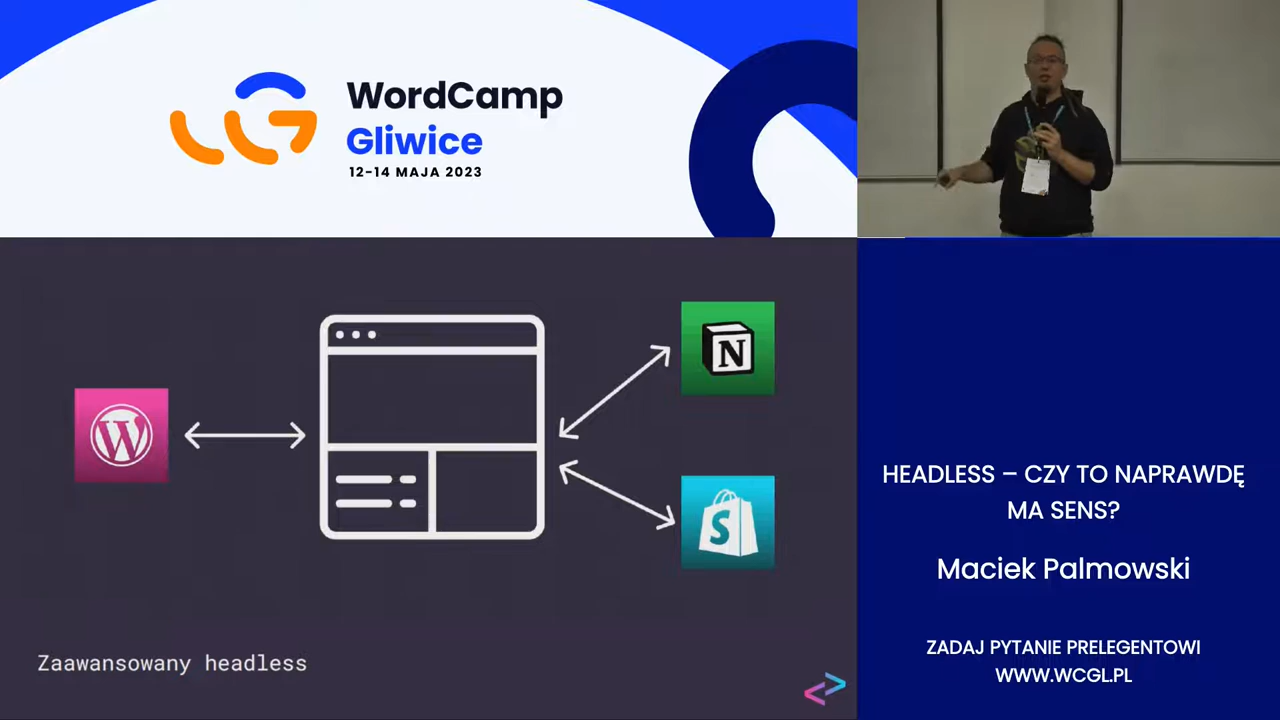 WordCamp
Gliwice
12-14 MAJA 2023
W
N
S
Zaawansowany headless
HEADLESS – CZY TO NAPRAWDĘ
MA SENS?
Maciek Palmowski
ZADAJ PYTANIE PRELEGENTOWI
WWW.WCGL.PL